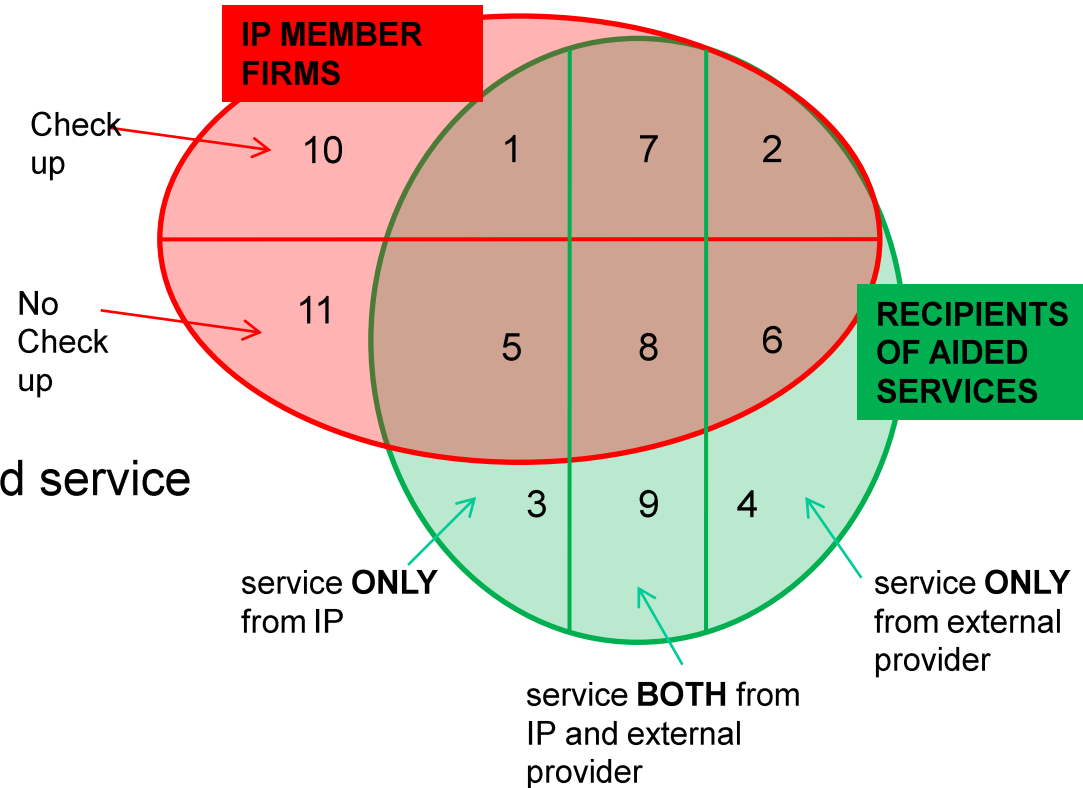 IP MEMBER
FIRMS
Check
up
10
1
7
2
No
Check
up
11
5
8
6
RECIPIENTS
OF AIDED
SERVICES
d service
3
9
4
service ONLY
from IP
service BOTH from
IP and external
provider
service ONLY
from external
provider